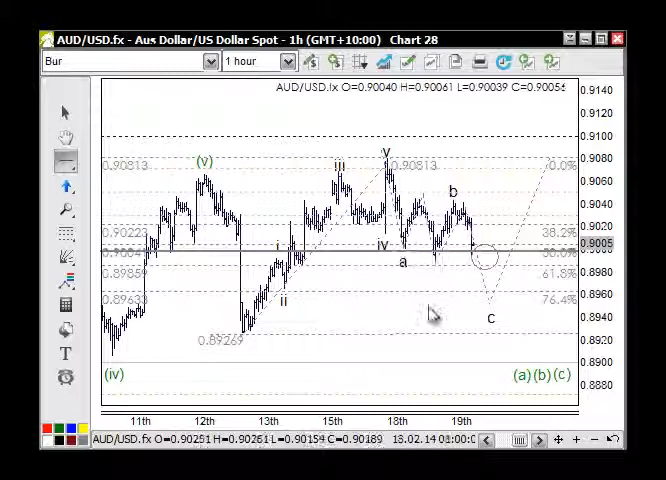 AUD/USD.fx - Aus Dollar/US Dollar Spot - 1h (GMT+10:00) Chart 28
Bur
1 hour
AUD/USD.fx O=0.90040 H=0.90061 L=0.90039 C=0.90056
0.9140
0.9120
0.9100
0.9080
0.9060
0.9040
0.9020
0.9005
0.8980
0.8960
0.8940
0.8920
0.8900
0.8880
0.90813
(v)
iii
v
0.90813
0.0%
b
0.90223
i
iv
38.2%
a
50.0%
0.89859
61.8%
ii
0.89633
76.4%
c
0.89269
(iv)
(a) (b) (c)
11th
12th
13th
15th
18th
19th
T
AUD/USD.fx O=0.90251 H=0.90261 L=0.90154 C=0.90189
13.02.14 01:00:0